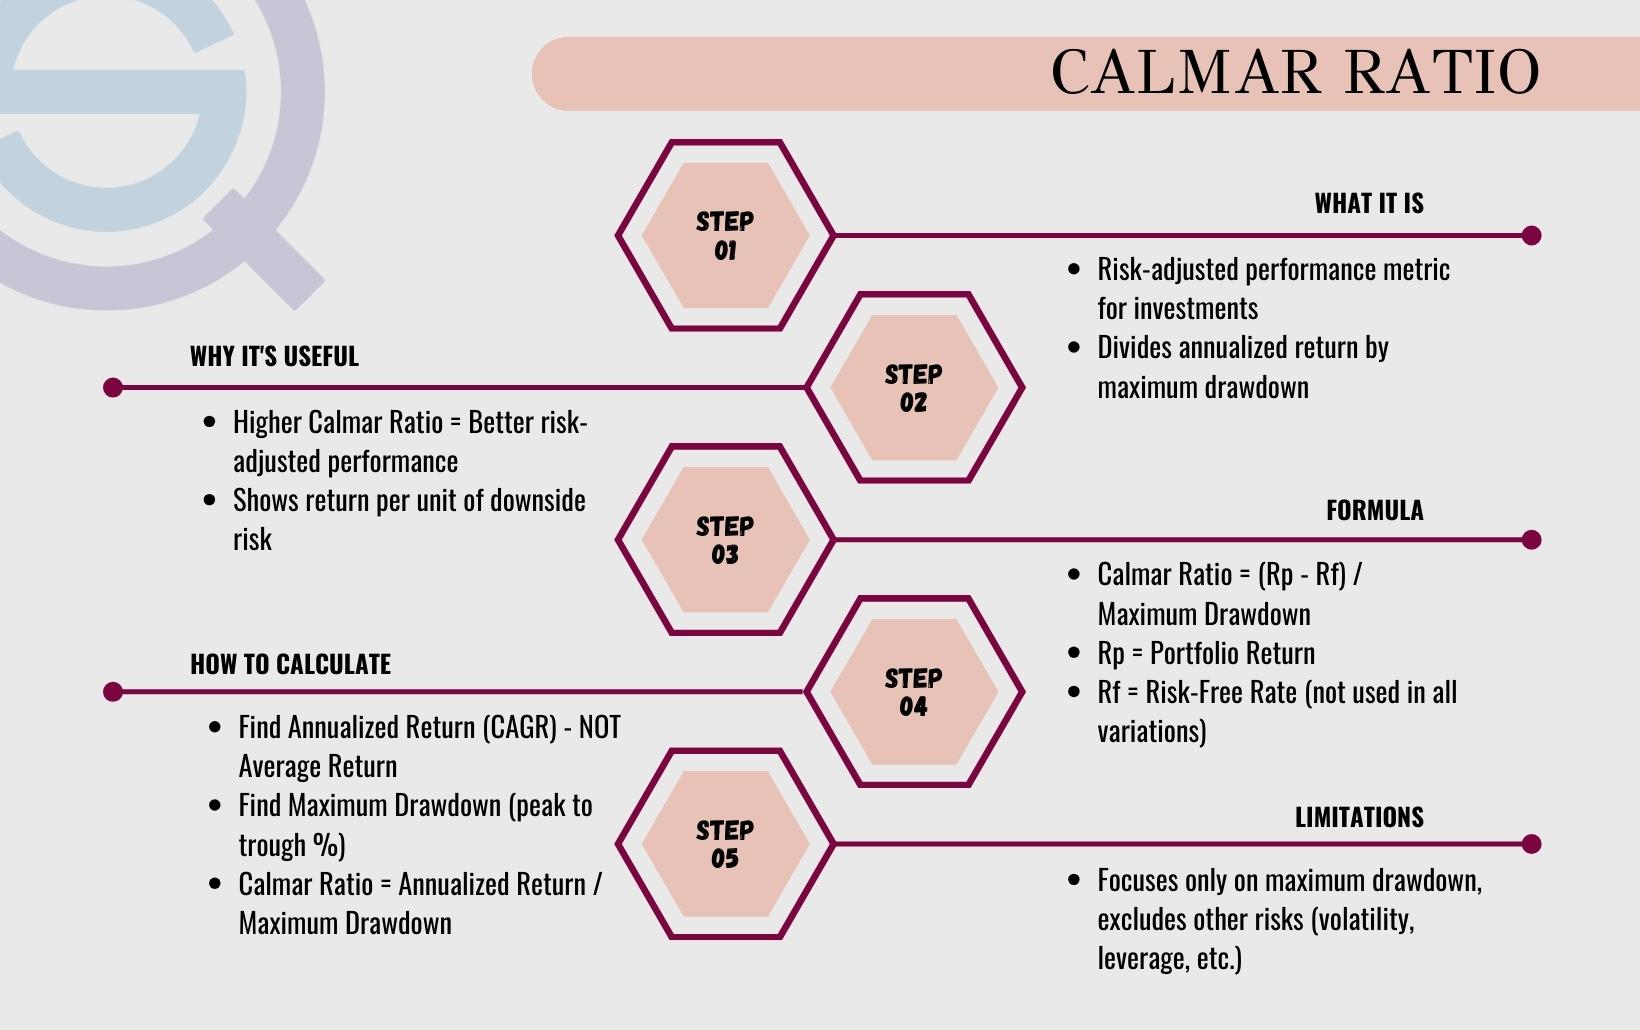 CALMAR RATIO
STEP
01
WHAT IT IS
• Risk-adjusted performance metric
for investments
• Divides annualized return by
maximum drawdown
STEP
02
WHY IT'S USEFUL
• Higher Calmar Ratio = Better risk-
adjusted performance
• Shows return per unit of downside
risk
STEP
03
FORMULA
• Calmar Ratio = (Rp - Rf) /
Maximum Drawdown
• Rp = Portfolio Return
• Rf = Risk-Free Rate (not used in all
variations)
STEP
04
HOW TO CALCULATE
• Find Annualized Return (CAGR) - NOT
Average Return
• Find Maximum Drawdown (peak to
trough %)
• Calmar Ratio = Annualized Return /
Maximum Drawdown
STEP
05
LIMITATIONS
• Focuses only on maximum drawdown,
excludes other risks (volatility,
leverage, etc.)